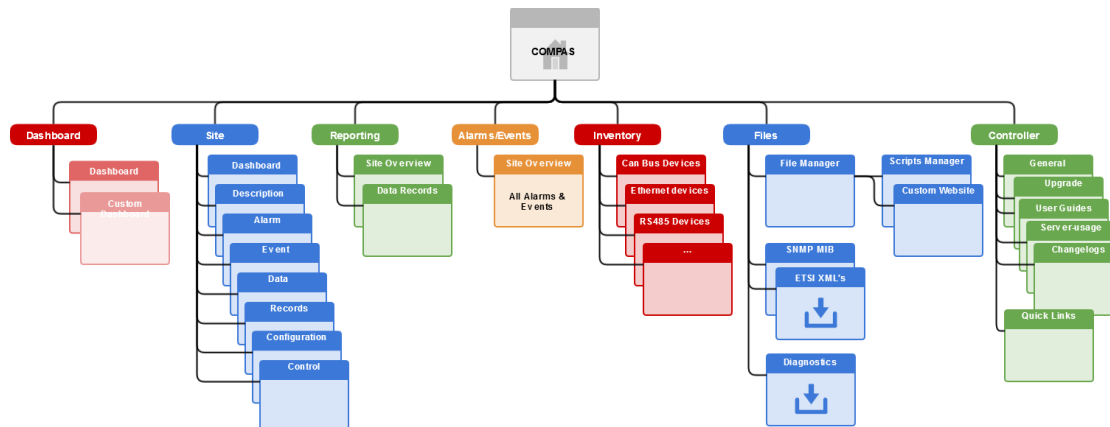 COMPAS
Dashboard
Site
Reporting
Alarms/Events
Inventory
Files
Controller
Dashboard
Custom
Dashboard
Dashboard
Description
Alarm
Event
Data
Records
Configuration
Control
Site Overview
Data Records
Site Overview
All Alarms &
Events
Can Bus Devices
Ethernet devices
RS485 Devices
...
File Manager
Scripts Manager
Custom Website
SNMP MIB
ETSI XML's
Diagnostics
General
Upgrade
User Guides
Server-usage
Changelogs
Quick Links